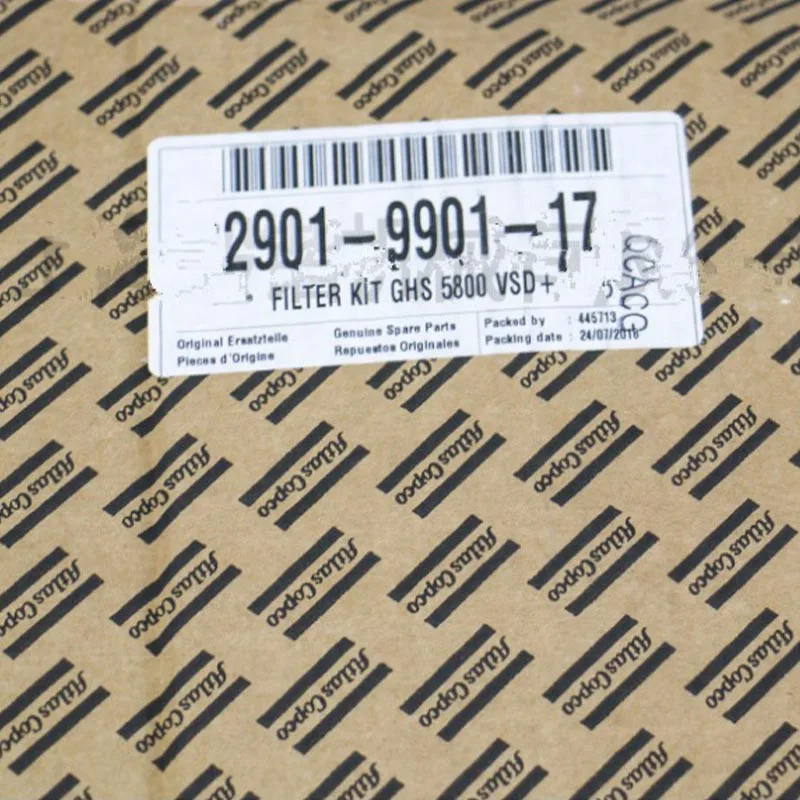 2901-9901-17
FILTER KİT GHS 5800 VSD+
QCACG
Original Ersatzteile
Pieces d'Origine
Genuine Spare Parts
Repuestos Originales
Packed by : 445713
Packing date : 24/07/2018
Atlas Copco